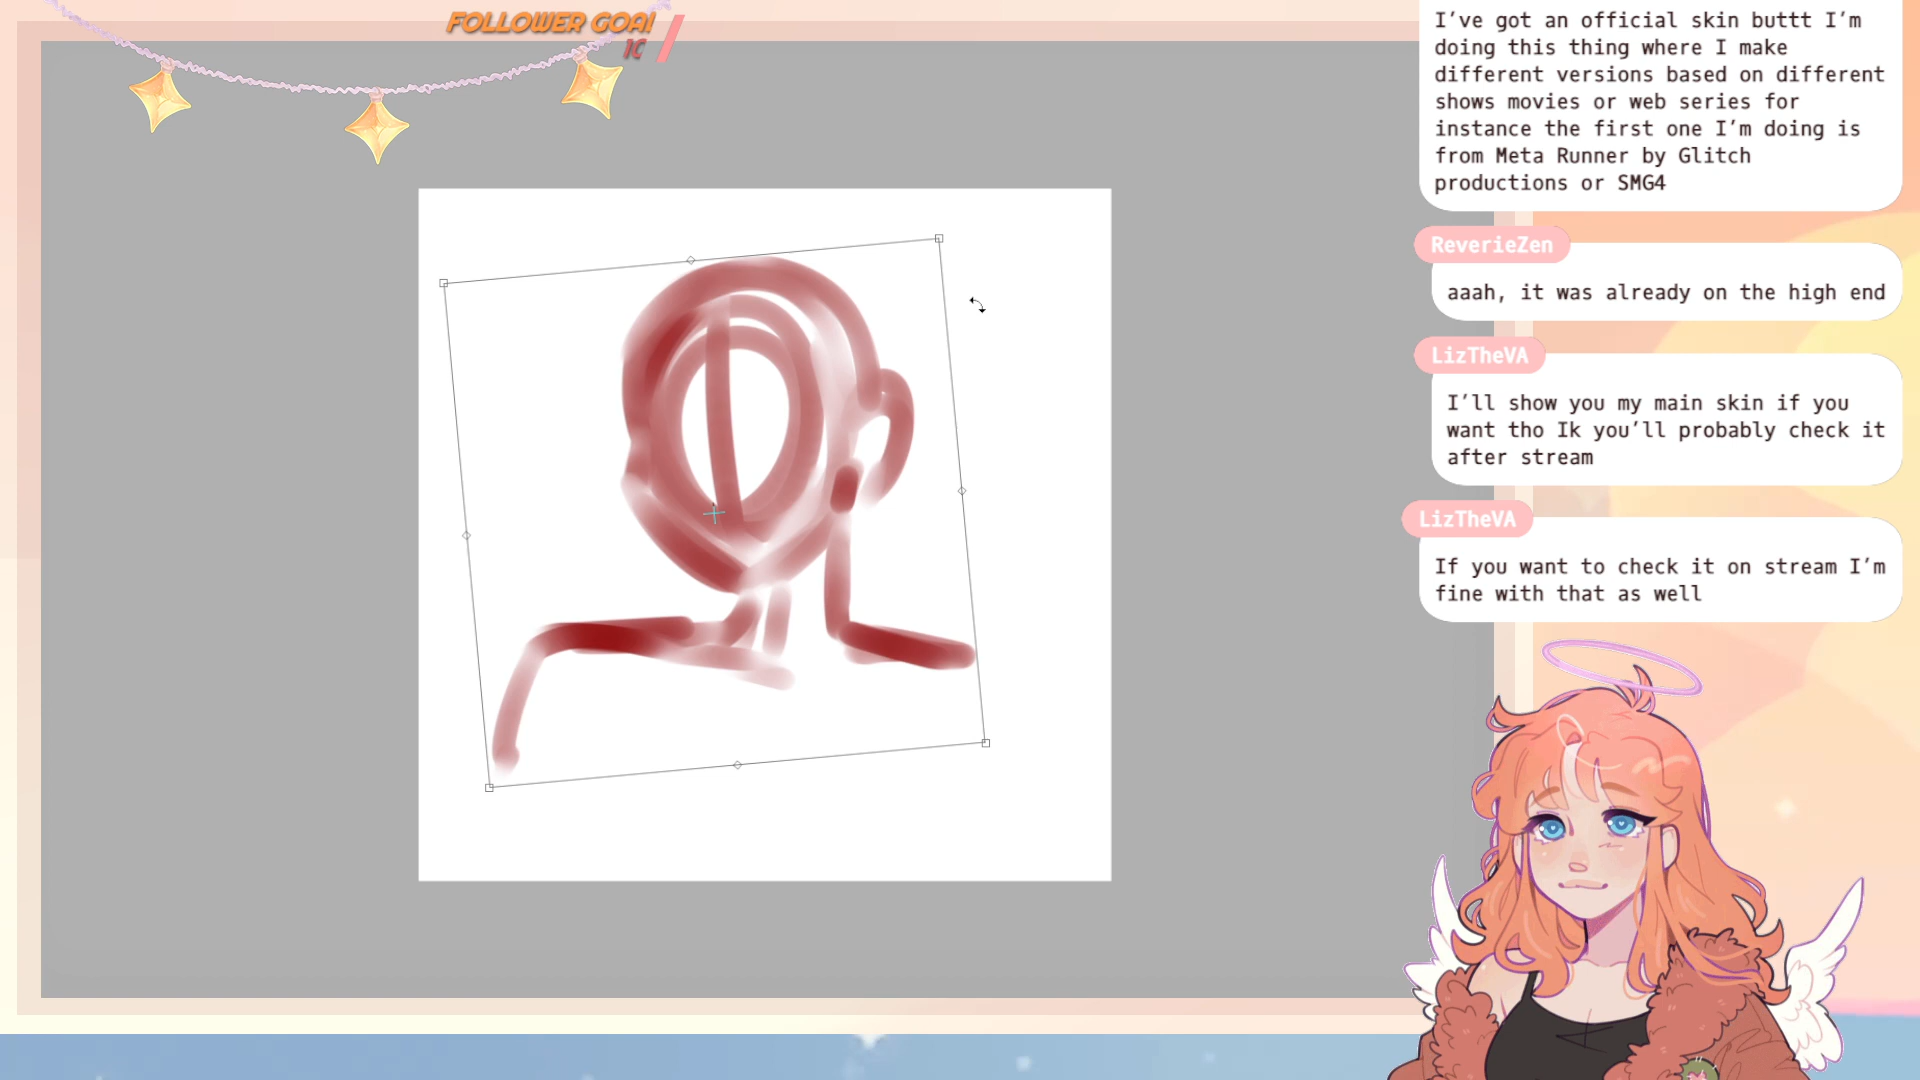 FOLLOWER GOA!
1C
I’ve got an official skin buttt I’m
doing this thing where I make
different versions based on different
shows movies or web series for
instance the first one I’m doing is
from Meta Runner by Glitch
productions or SMG4
ReverieZen
aaah, it was already on the high end
LizTheVA
I’ll show you my main skin if you
want tho Ik you’ll probably check it
after stream
LizTheVA
If you want to check it on stream I’m
fine with that as well